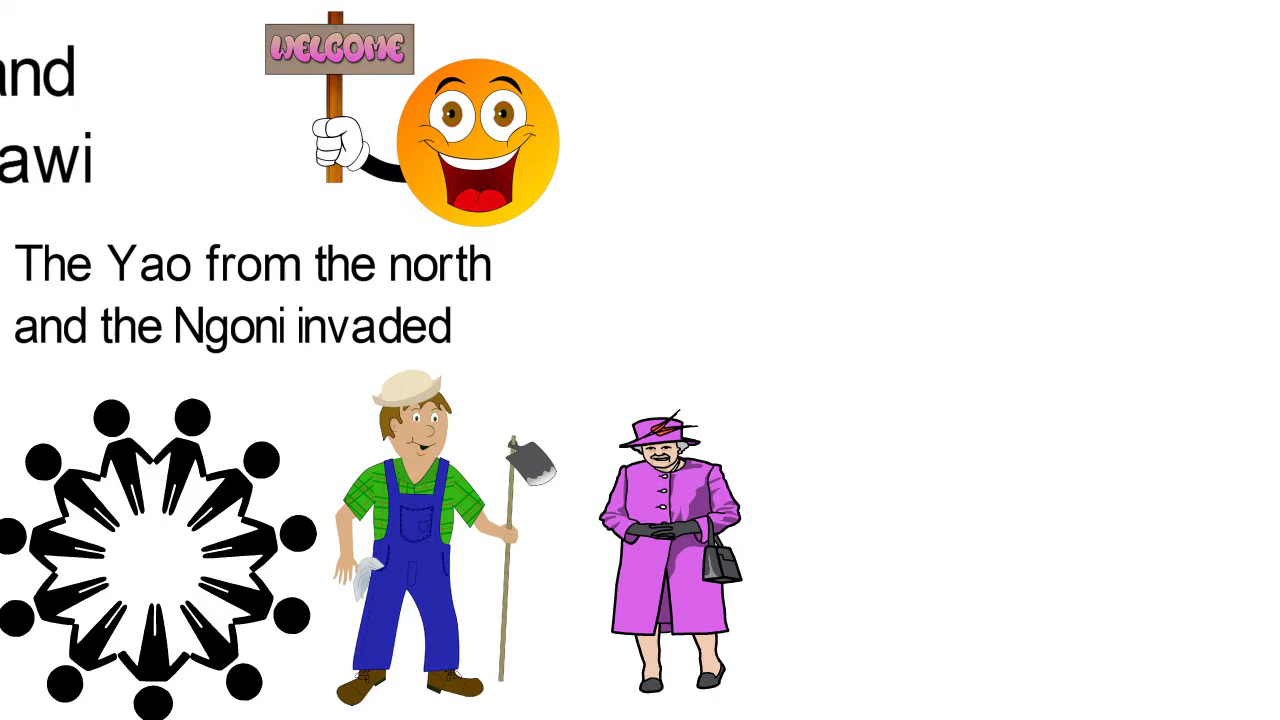 and
WELCOME
awi
The Yao from the north
and the Ngoni invaded